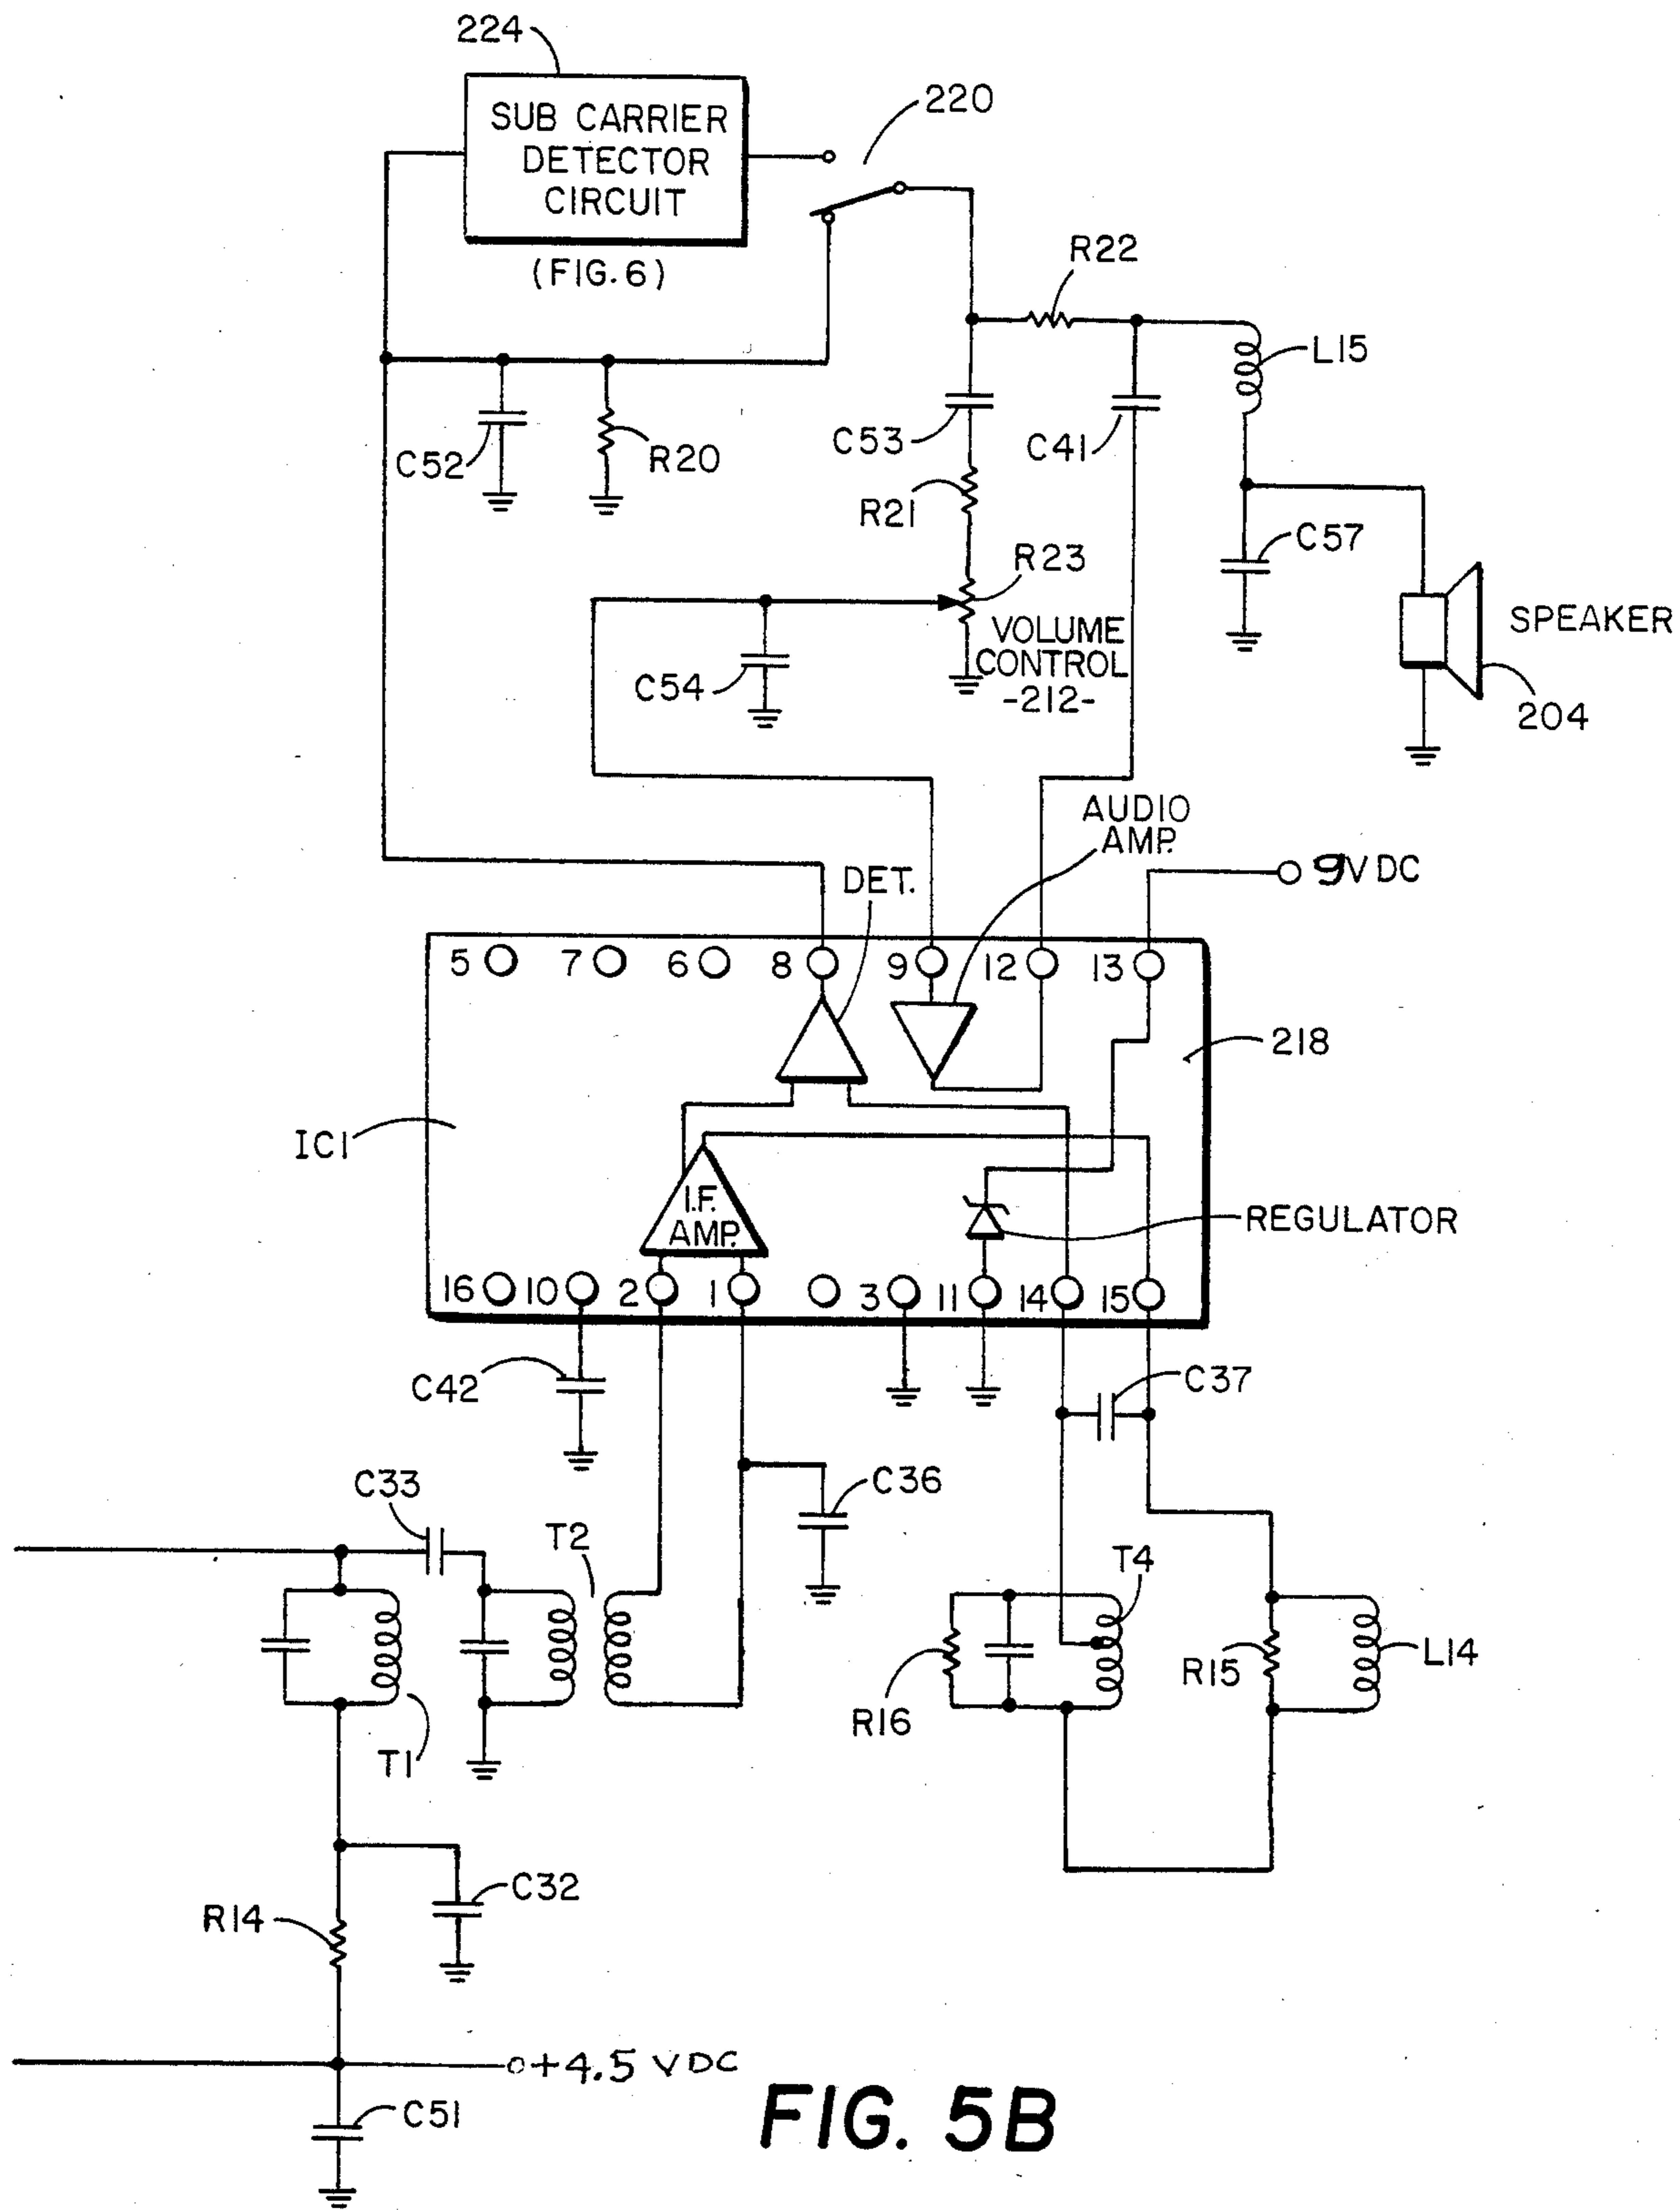 224
220
SUB CARRIER
DETECTOR
CIRCUIT
(FIG. 6)
R22
L15
C52
R20
C53
C41
R21
C57
R23
VOLUME
CONTROL
-212-
C54
SPEAKER
204
AUDIO
AMP.
DET.
9V DC
5 7 6 8 9 12 13
218
IC1
I.F.
AMP.
REGULATOR
16 10 2 1 3 11 14 15
C42
C37
C33
C36
T2
T4
R16
R15
L14
T1
C32
R14
+4.5 VDC
C51
FIG. 5B